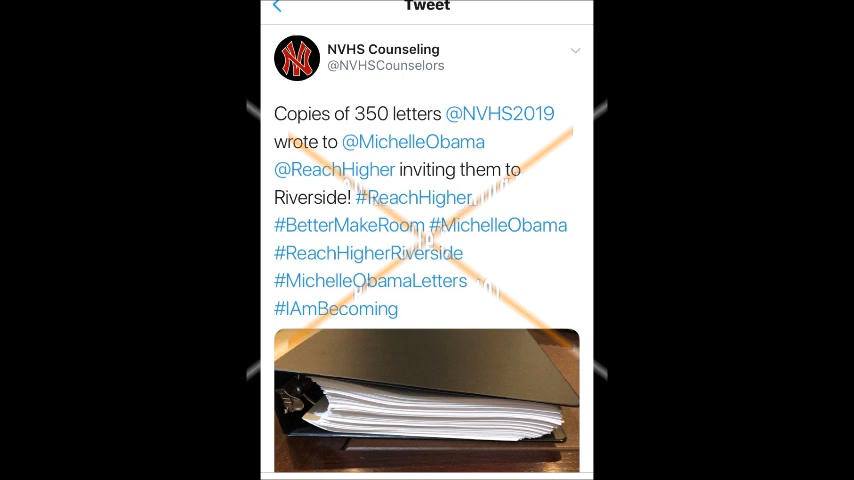 Tweet
NVHS Counseling
@NVHSCounselors
Copies of 350 letters @NVHS2019
wrote to @MichelleObama
@ReachHigher inviting them to
Riverside! #ReachHigher
#BetterMakeRoom #MichelleObama
#ReachHigherRiverside
#MichelleObamaLetters
#IAmBecoming